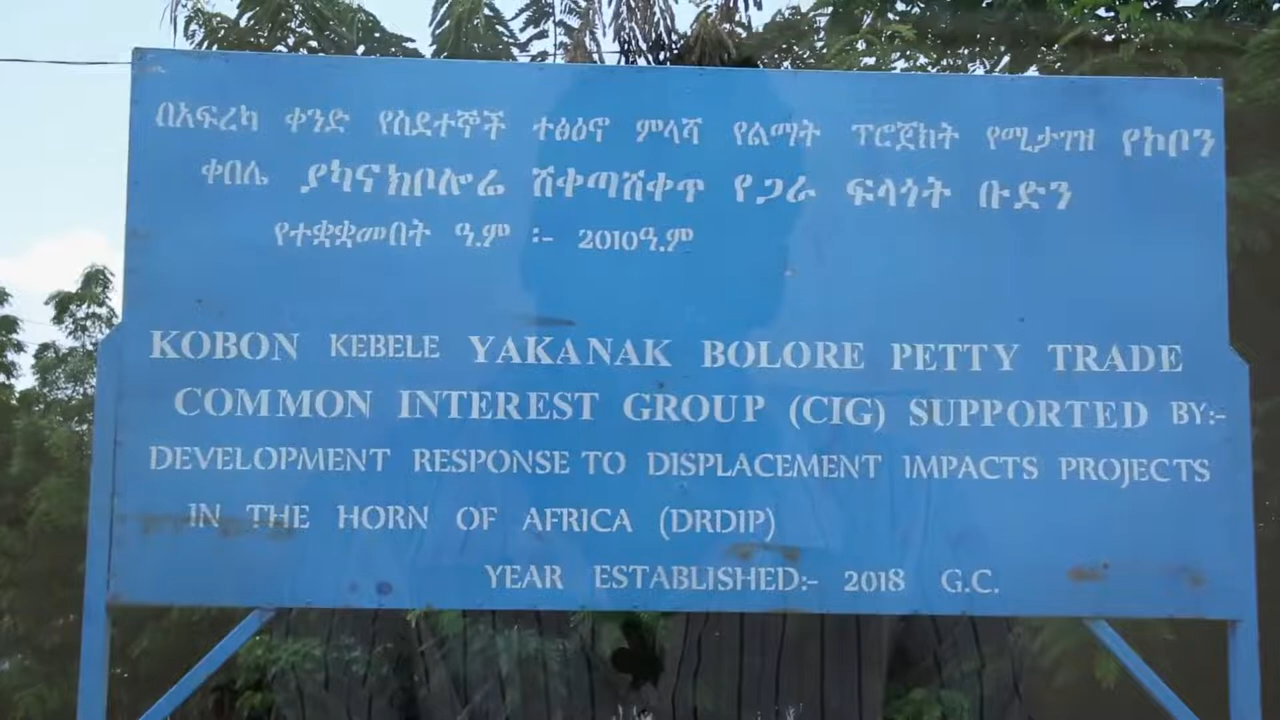 በአፍሪካ ቀንድ የስደተኞች ተፅዕኖ ምላሻ የልማት ፕሮጀክት የሚታገዝ የኮቦን
ቀበሌ ያካናክቦሎሬ ሸቀጣሸቀጥ የጋራ ፍላጎት ቡድን
የተቋቋመበት ዓ.ም ፡- 2010ዓ.ም
KOBON KEBELE YAKANAK BOLORE PETTY TRADE
COMMON INTEREST GROUP (CIG) SUPPORTED BY:-
DEVELOPMENT RESPONSE TO DISPLACEMENT IMPACTS PROJECTS
IN THE HORN OF AFRICA (DRDIP)
YEAR ESTABLISHED:- 2018 G.C.